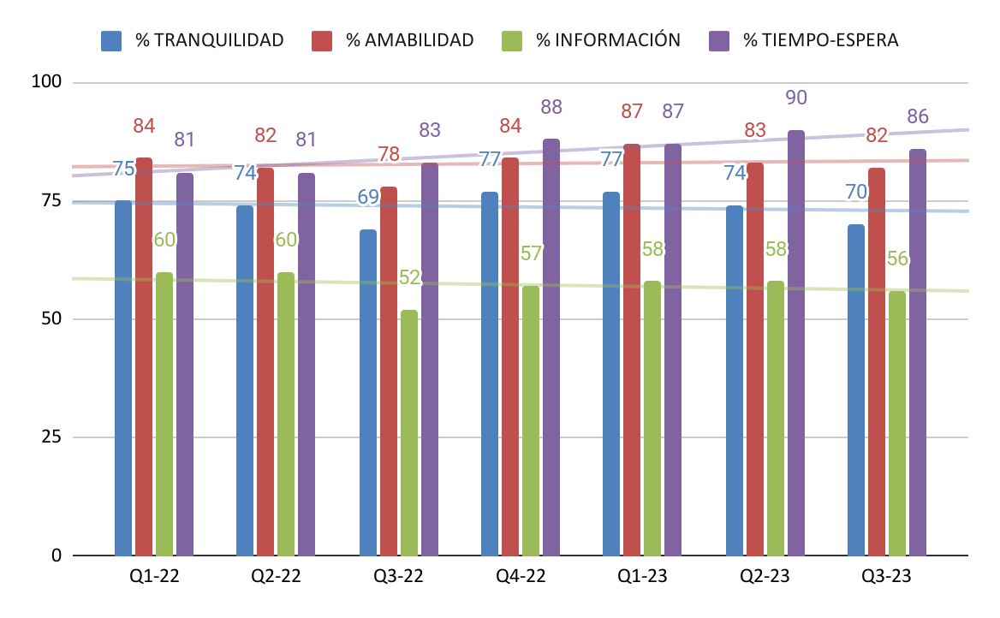 % TRANQUILIDAD % AMABILIDAD % INFORMACIÓN % TIEMPO-ESPERA
100
75
50
25
0
75 84 60 81
74 82 60 81
69 78 52 83
77 84 57 88
77 87 58 87
74 83 58 90
70 82 56 86
Q1-22 Q2-22 Q3-22 Q4-22 Q1-23 Q2-23 Q3-23